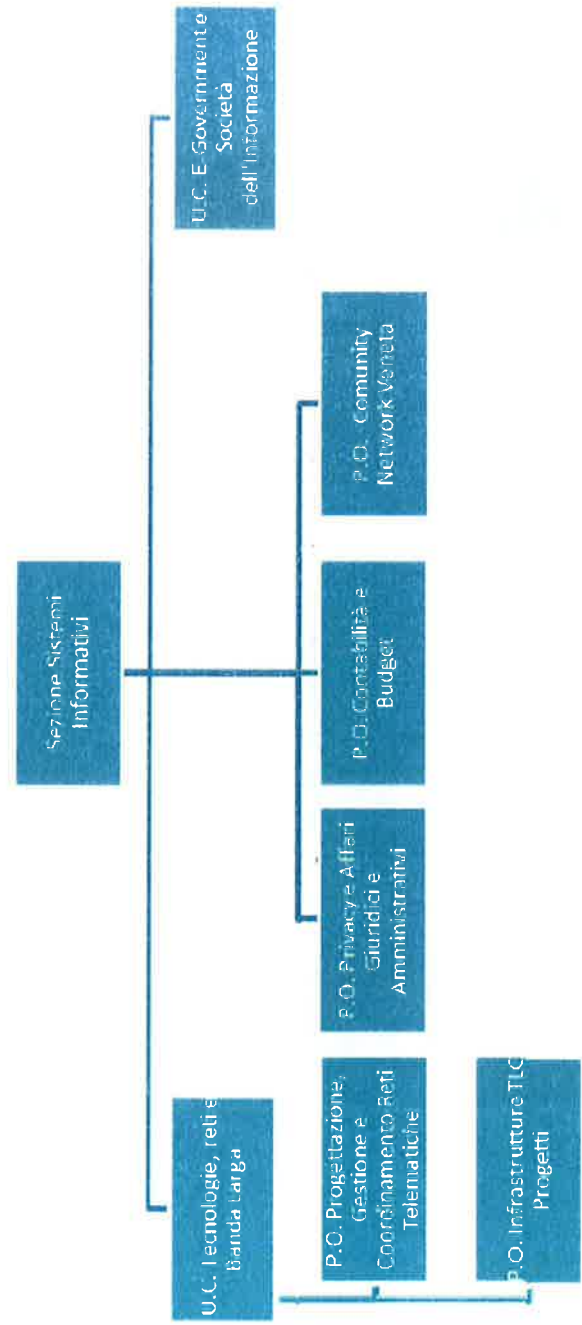 Sezione Sistemi
Informativi
U.C. Tecnologie, reti e
Banda Larga
U.C. E-Governmente
Società
dell'Informazione
P.O. Progettazione,
Gestione e
Coordinamento Reti
Telematiche
P.O. Privacy e Affari
Giuridici e
Amministrativi
P.O. Contabilità e
Budget
P.O. Comunity
Network Veneta
P.O. Infrastrutture TLC
Progetti